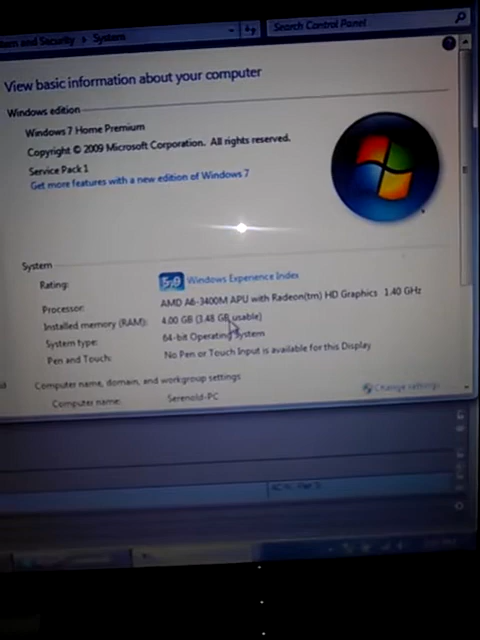 and Security ▸ System
Search Control Panel
View basic information about your computer
Windows edition
Windows 7 Home Premium
Copyright © 2009 Microsoft Corporation. All rights reserved.
Service Pack 1
Get more features with a new edition of Windows 7
System
Rating: 5,9 Windows Experience Index
Processor: AMD A6-3400M APU with Radeon(tm) HD Graphics 1.40 GHz
Installed memory (RAM): 4.00 GB (3.48 GB usable)
System type: 64-bit Operating System
Pen and Touch: No Pen or Touch Input is available for this Display
Computer name, domain, and workgroup settings
Computer name: Serenold-PC
Change settings